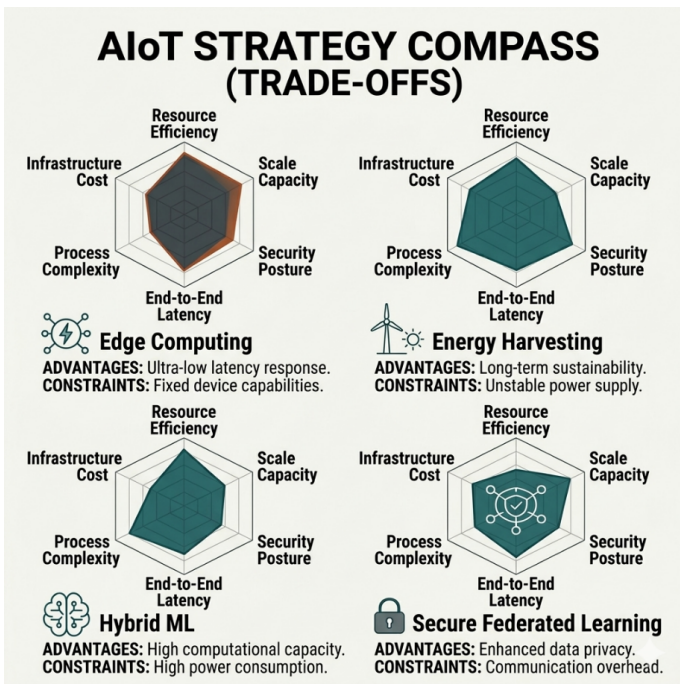 AIoT STRATEGY COMPASS
(TRADE-OFFS)
Resource
Efficiency
Infrastructure
Cost
Scale
Capacity
Process
Complexity
Security
Posture
End-to-End
Latency
Edge Computing
ADVANTAGES: Ultra-low latency response.
CONSTRAINTS: Fixed device capabilities.
Resource
Efficiency
Infrastructure
Cost
Scale
Capacity
Process
Complexity
Security
Posture
End-to-End
Latency
Energy Harvesting
ADVANTAGES: Long-term sustainability.
CONSTRAINTS: Unstable power supply.
Resource
Efficiency
Infrastructure
Cost
Scale
Capacity
Process
Complexity
Security
Posture
End-to-End
Latency
Hybrid ML
ADVANTAGES: High computational capacity.
CONSTRAINTS: High power consumption.
Resource
Efficiency
Infrastructure
Cost
Scale
Capacity
Process
Complexity
Security
Posture
End-to-End
Latency
Secure Federated Learning
ADVANTAGES: Enhanced data privacy.
CONSTRAINTS: Communication overhead.